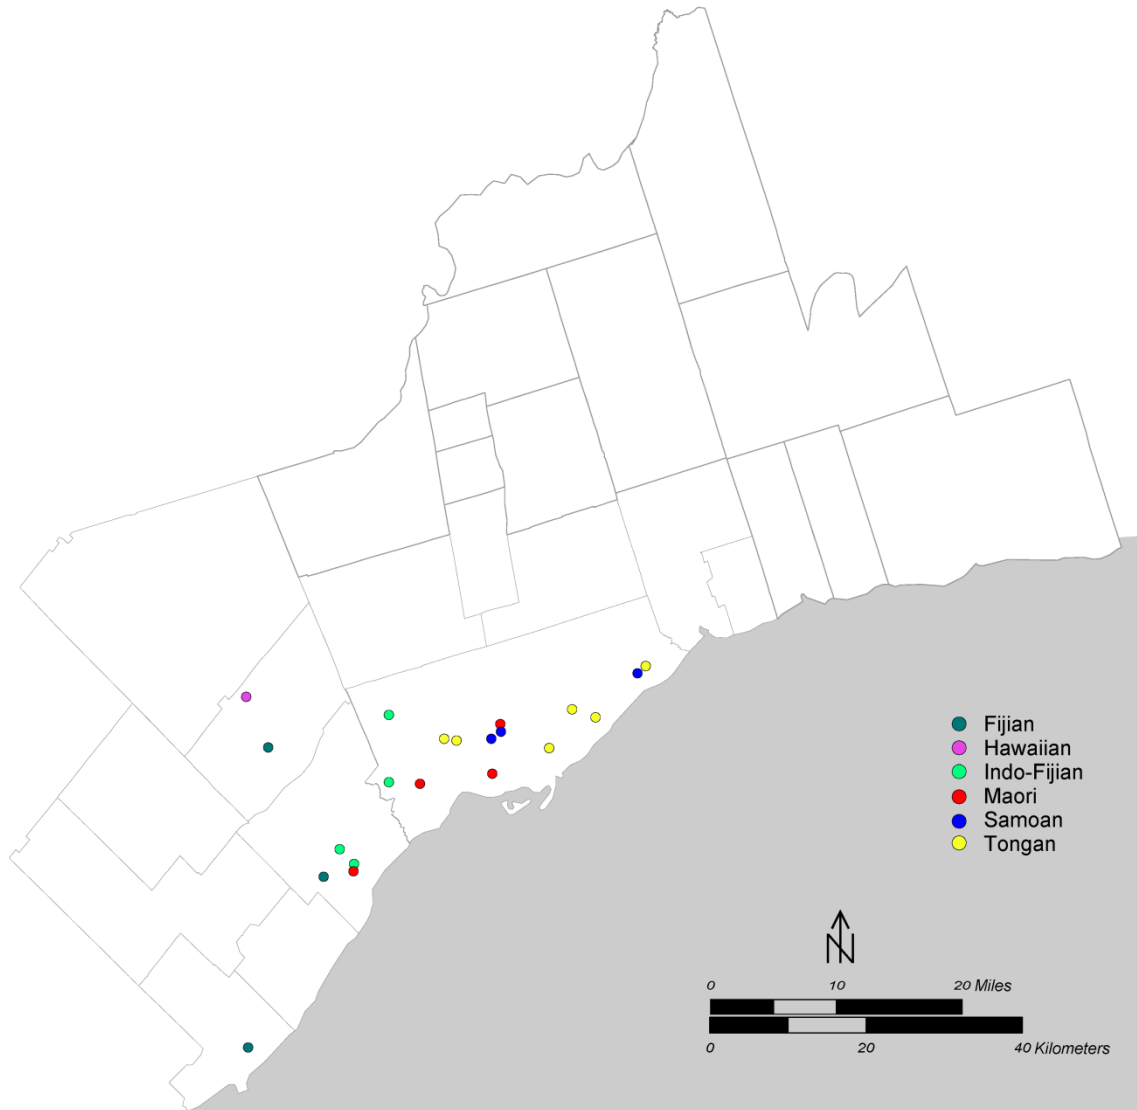 Fijian
Hawaiian
Indo-Fijian
Maori
Samoan
Tongan
N
0 10 20 Miles
0 20 40 Kilometers